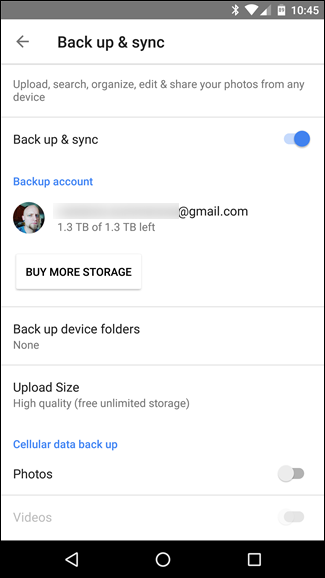 10:45
Back up & sync
Upload, search, organize, edit & share your photos from any
device
Back up & sync
Backup account
@gmail.com
1.3 TB of 1.3 TB left
BUY MORE STORAGE
Back up device folders
None
Upload Size
High quality (free unlimited storage)
Cellular data back up
Photos
Videos